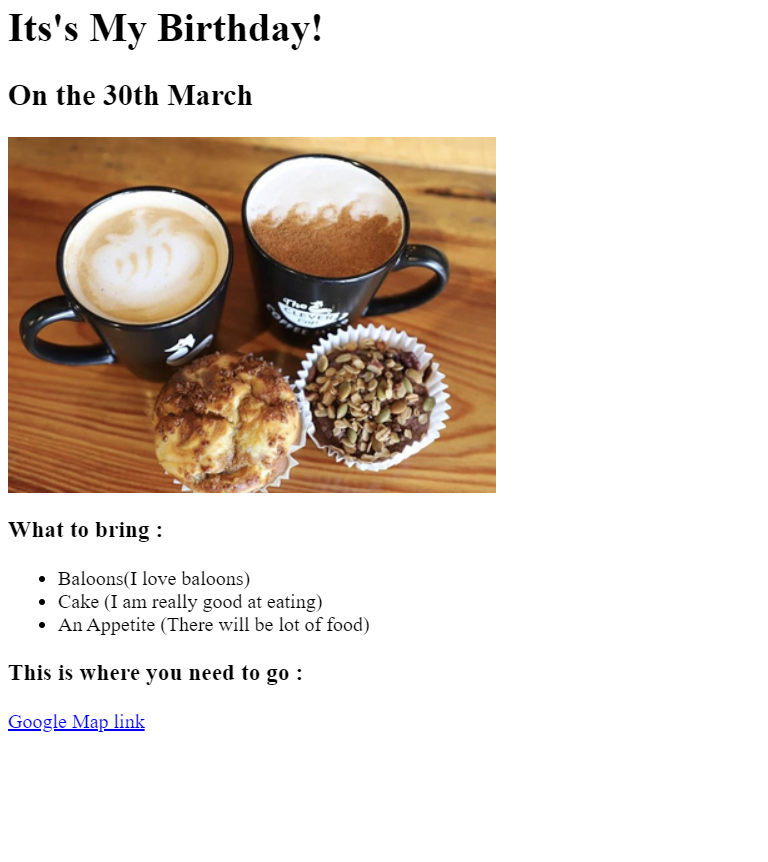 Its's My Birthday!
On the 30th March
The
CLEVER
CUP
COFFEE
What to bring :
Baloons(I love baloons)
Cake (I am really good at eating)
An Appetite (There will be lot of food)
This is where you need to go :
Google Map link